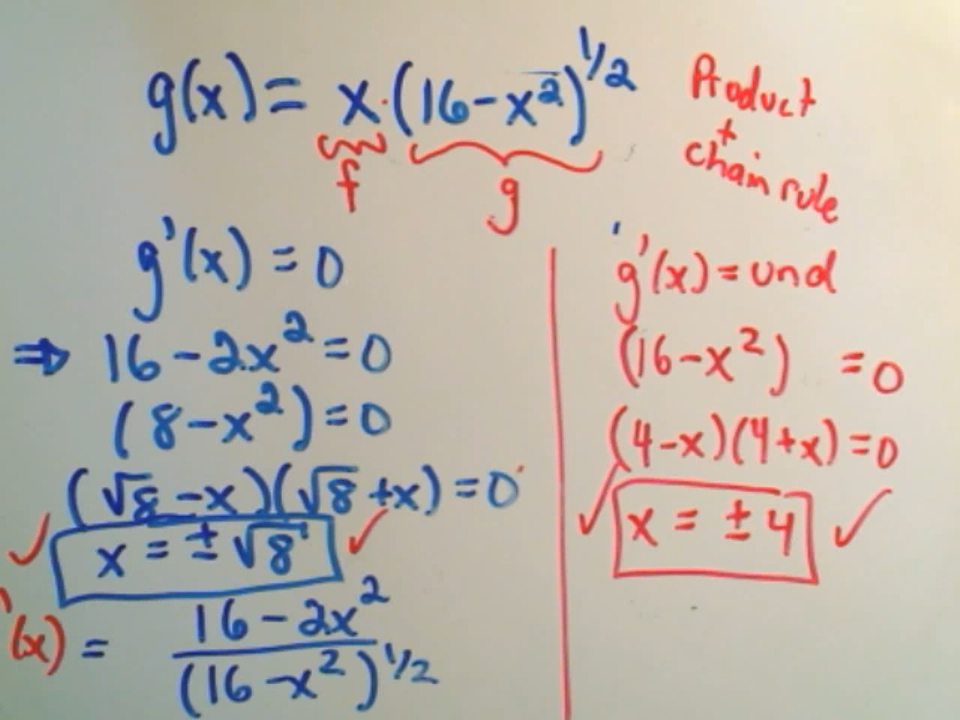 g(x) = x·(16-x²)^1/2
f
g
Product
+
chain rule
g'(x) = 0
⇒ 16-2x² = 0
(8-x²) = 0
(√8-x)(√8+x) = 0
x = ±√8
'(x) = 16-2x² / (16-x²)^1/2
g'(x) = und
(16-x²) = 0
(4-x)(4+x) = 0
✓ x = ±4 ✓